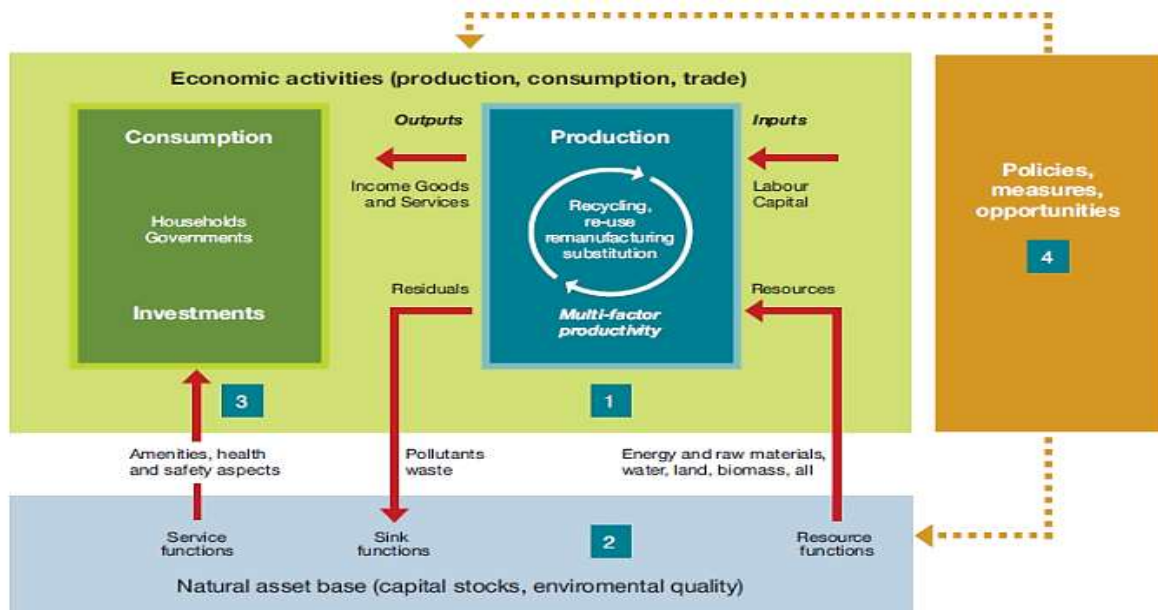 Economic activities (production, consumption, trade)
Consumption
Households
Governments
Investments
Outputs
Income Goods
and Services
Residuals
Production
Recycling,
re-use
remanufacturing
substitution
Multi-factor
productivity
Inputs
Labour
Capital
Resources
3
1
Policies,
measures,
opportunities
4
Amenities, health
and safety aspects
Pollutants
waste
Energy and raw materials,
water, land, biomass, all
Service
functions
Sink
functions
2
Resource
functions
Natural asset base (capital stocks, enviromental quality)